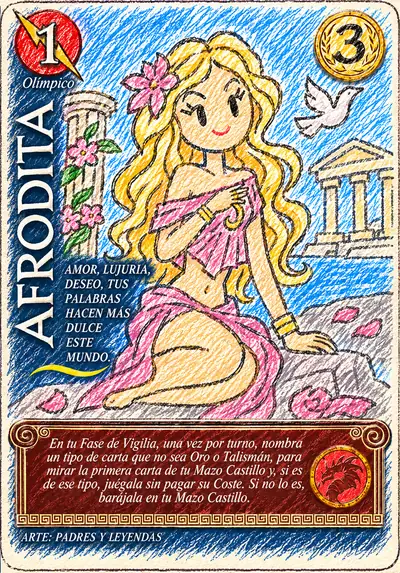 1
3
Olímpico
AFRODITA
AMOR, LUJURIA,
DESEO, TUS
PALABRAS
HACEN MÁS
DULCE
ESTE
MUNDO.
En tu Fase de Vigilia, una vez por turno, nombra
un tipo de carta que no sea Oro o Talismán, para
mirar la primera carta de tu Mazo Castillo y, si es
de ese tipo, juégala sin pagar su Coste. Si no lo es,
barájala en tu Mazo Castillo.
ARTE: PADRES Y LEYENDAS